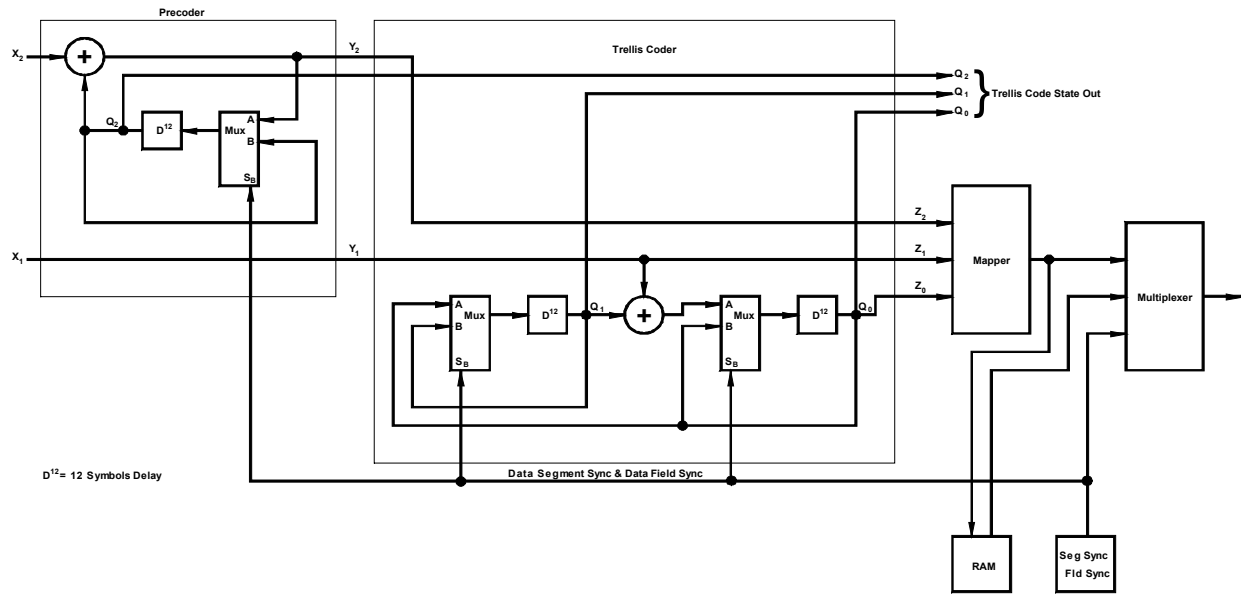 Precoder
X2
Y2
Trellis Coder
Q2
Q1
Trellis Code State Out
Q0
Q2
D12
Mux
A
B
SB
Z2
X1
Y1
Z1
Mapper
Multiplexer
Z0
A
Mux
B
SB
D12
Q1
A
Mux
B
SB
D12
Q0
D12= 12 Symbols Delay
Data Segment Sync & Data Field Sync
RAM
Seg Sync
Fld Sync